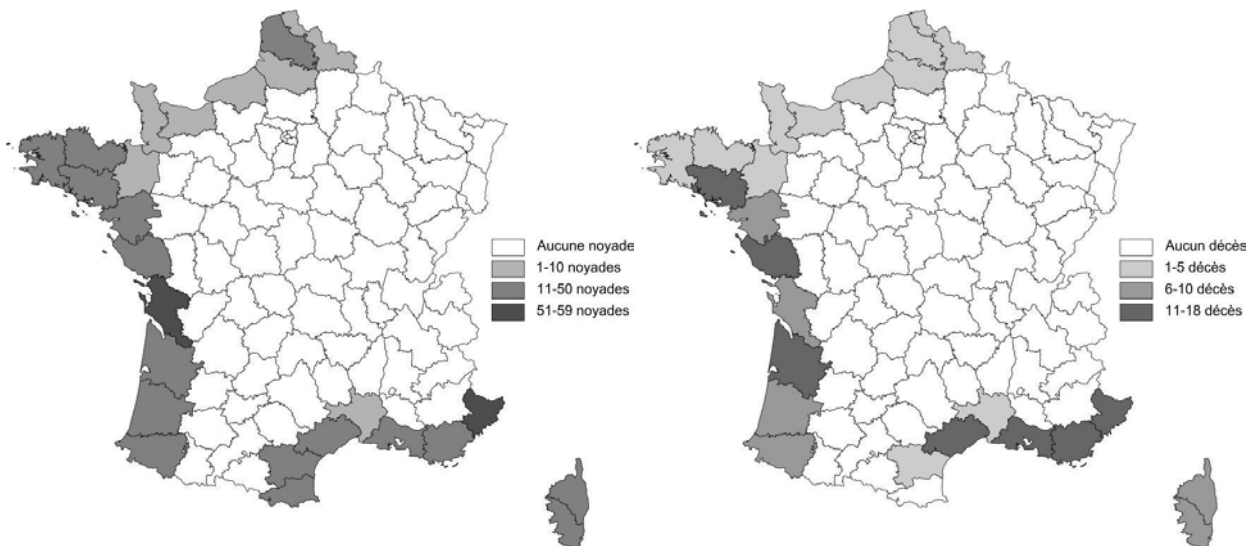 Aucune noyade
1-10 noyades
11-50 noyades
51-59 noyades
Aucun décès
1-5 décès
6-10 décès
11-18 décès